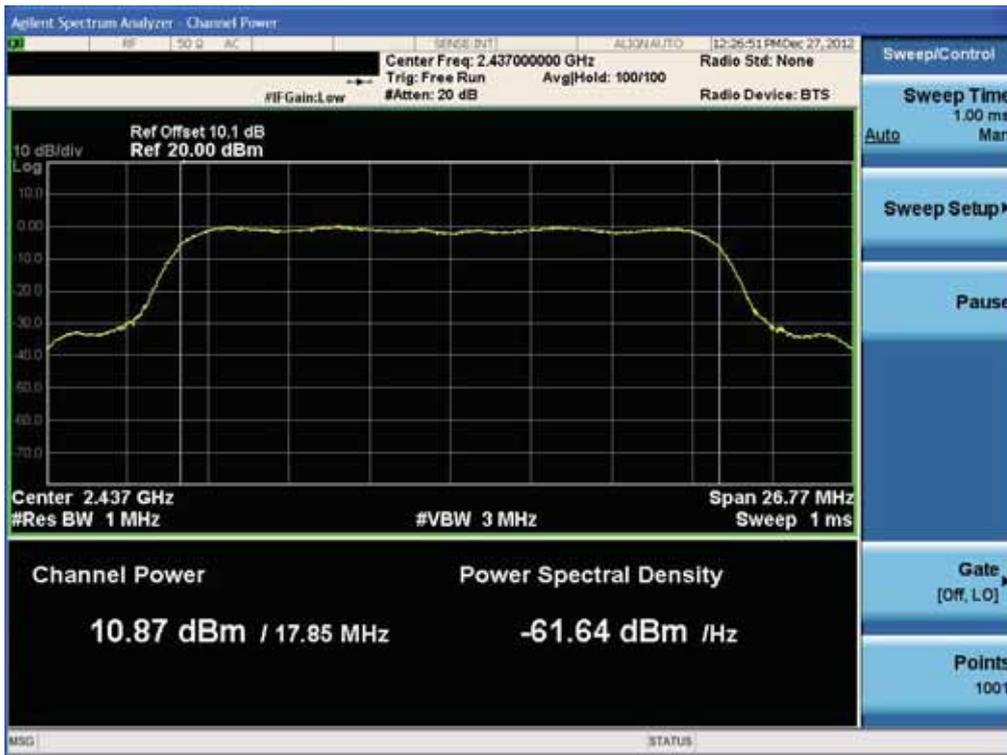 Agilent Spectrum Analyzer - Channel Power
RF 50 Ω AC SENSE:INT ALIGNAUTO 12:26:51 PM Dec 27, 2012
Center Freq: 2.437000000 GHz Radio Std: None
Trig: Free Run Avg|Hold: 100/100
#IFGain:Low #Atten: 20 dB Radio Device: BTS
Ref Offset 10.1 dB
10 dB/div Ref 20.00 dBm
Log
10.0
0.00
-10.0
-20.0
-30.0
-40.0
-50.0
-60.0
-70.0
Center 2.437 GHz Span 26.77 MHz
#Res BW 1 MHz #VBW 3 MHz Sweep 1 ms
Channel Power Power Spectral Density
10.87 dBm / 17.85 MHz -61.64 dBm /Hz
MSG STATUS
Sweep/Control
Sweep Time
1.00 ms
Auto Man
Sweep Setup
Pause
Gate
[Off, LO]
Points
1001